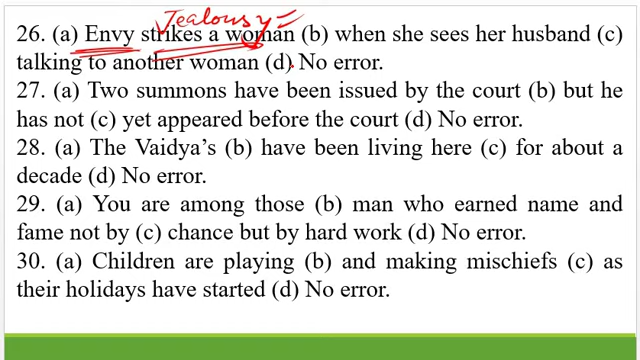 Jealousy =
26. (a) Envy strikes a woman (b) when she sees her husband (c)
talking to another woman (d) No error.
27. (a) Two summons have been issued by the court (b) but he
has not (c) yet appeared before the court (d) No error.
28. (a) The Vaidya's (b) have been living here (c) for about a
decade (d) No error.
29. (a) You are among those (b) man who earned name and
fame not by (c) chance but by hard work (d) No error.
30. (a) Children are playing (b) and making mischiefs (c) as
their holidays have started (d) No error.